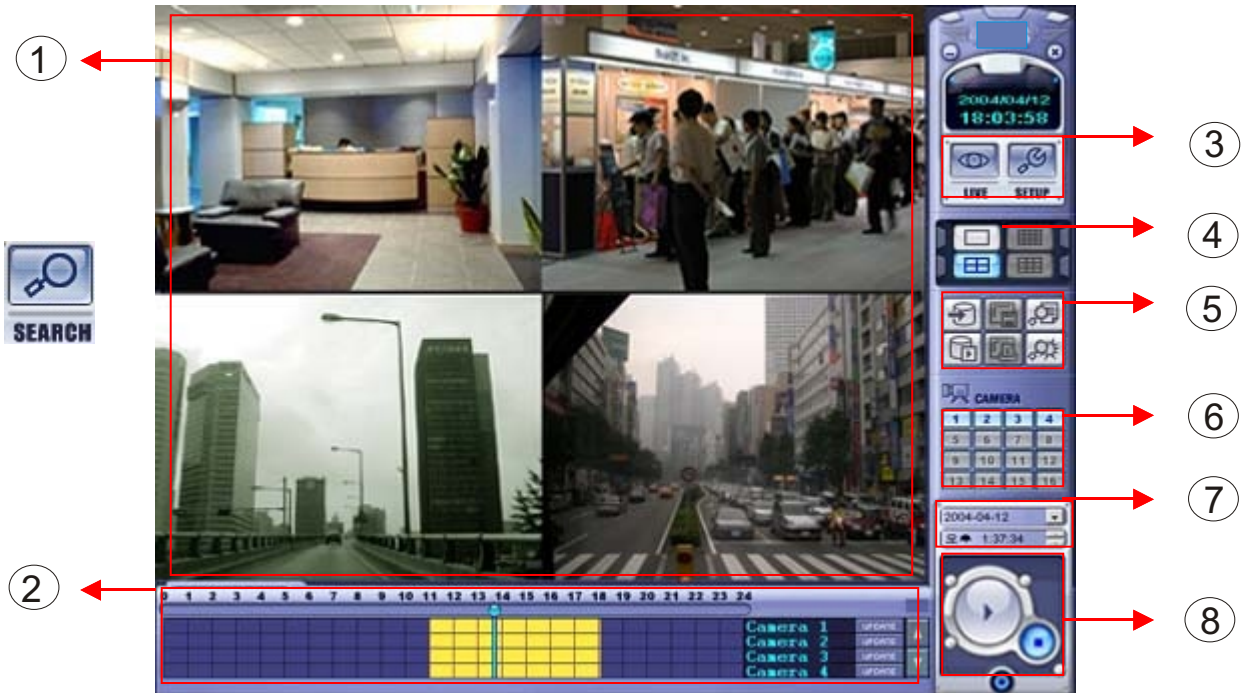 1
2004/04/12
18:03:58
3
LIVE SETUP
4
SEARCH
5
CAMERA
6
1 2 3 4
5 6 7 8
9 10 11 12
13 14 15 16
7
2004-04-12
1:37:34
2
0 1 2 3 4 5 6 7 8 9 10 11 12 13 14 15 16 17 18 19 20 21 22 23 24
8
Camera 1 UPDATE
Camera 2 UPDATE
Camera 3 UPDATE
Camera 4 UPDATE